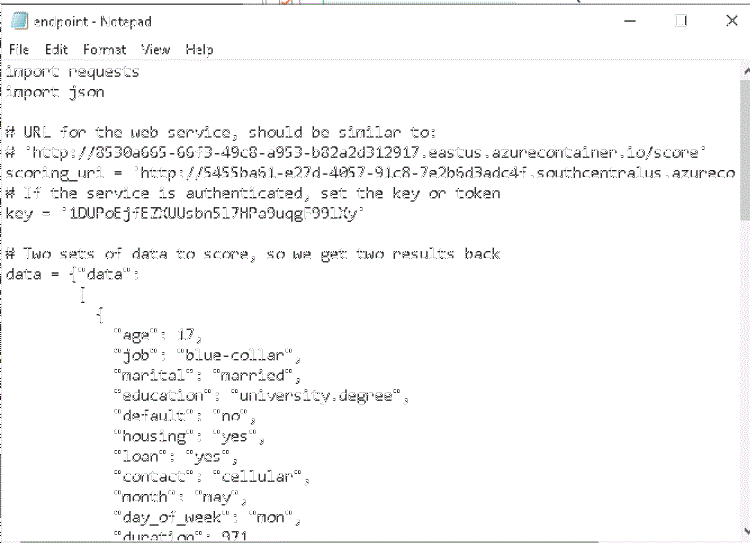 endpoint - Notepad
File Edit Format View Help
import requests
import json
# URL for the web service, should be similar to:
# 'http://8530a665-66f3-49c8-a953-b82a2d312917.eastus.azurecontainer.io/score'
scoring_uri = 'http://5455ba61-e27d-4057-91c8-7e2b6d3adc4f.southcentralus.azureco
# If the service is authenticated, set the key or token
key =
# Two sets of data to score, so we get two results back
data = {"data":
[
{
"age": 17,
"job": "blue-collar",
"marital": "married",
"education": "university.degree",
"default": "no",
"housing": "yes",
"loan": "yes",
"contact": "cellular",
"month": "may",
"day_of_week": "mon",
"duration": 971,